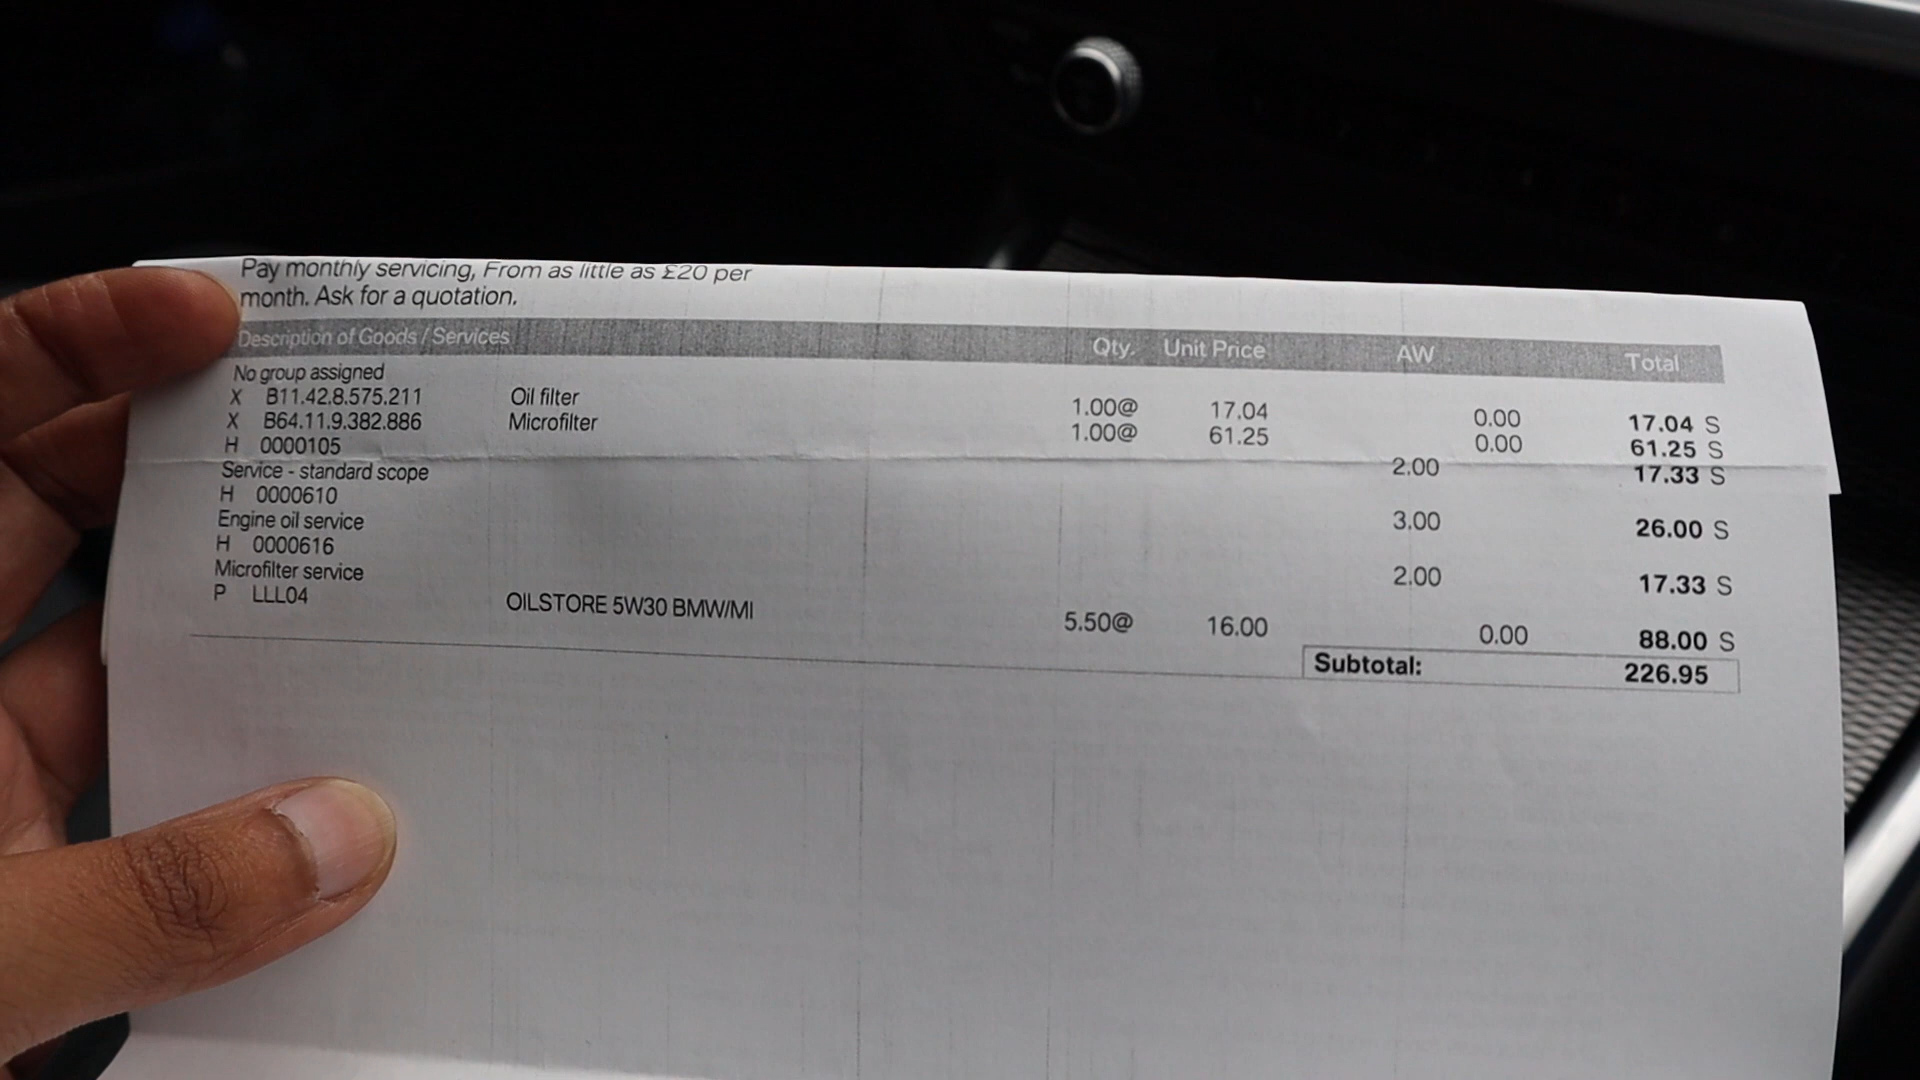 Pay monthly servicing, From as little as £20 per
month. Ask for a quotation.
Description of Goods / Services Qty. Unit Price AW Total
No group assigned
X B11.42.8.575.211 Oil filter 1.00@ 17.04 0.00 17.04 S
X B64.11.9.382.886 Microfilter 1.00@ 61.25 0.00 61.25 S
H 0000105 2.00 17.33 S
Service - standard scope
H 0000610 3.00 26.00 S
Engine oil service
H 0000616 2.00 17.33 S
Microfilter service
P LLL04 OILSTORE 5W30 BMW/MI 5.50@ 16.00 0.00 88.00 S
Subtotal: 226.95